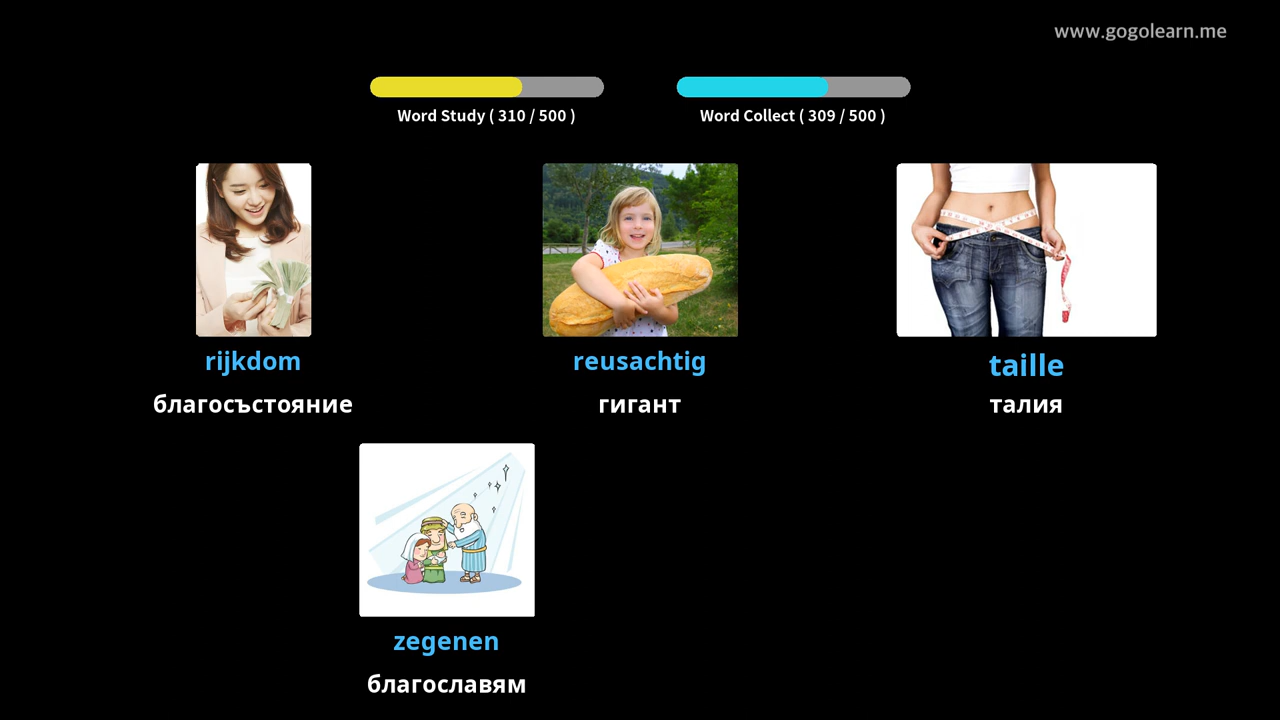 www.gogolearn.me
Word Study ( 310 / 500 )
Word Collect ( 309 / 500 )
rijkdom
благосъстояние
reusachtig
гигант
taille
талия
zegenen
благославям